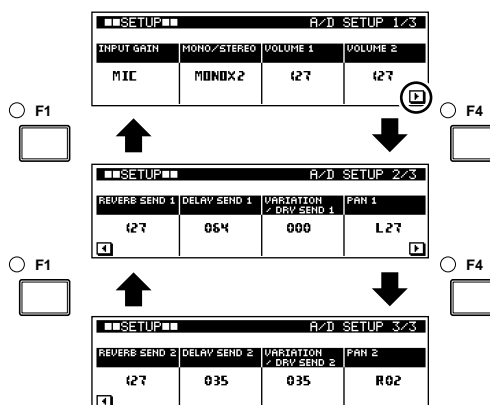 ■■SETUP■■ A/D SETUP 1/3
INPUT GAIN MONO/STEREO VOLUME 1 VOLUME 2
MIC MONOX2 127 127
F1 F4
■■SETUP■■ A/D SETUP 2/3
REVERB SEND 1 DELAY SEND 1 VARIATION / DRY SEND 1 PAN 1
127 064 000 L27
F1 F4
■■SETUP■■ A/D SETUP 3/3
REVERB SEND 2 DELAY SEND 2 VARIATION / DRY SEND 2 PAN 2
127 035 035 R02